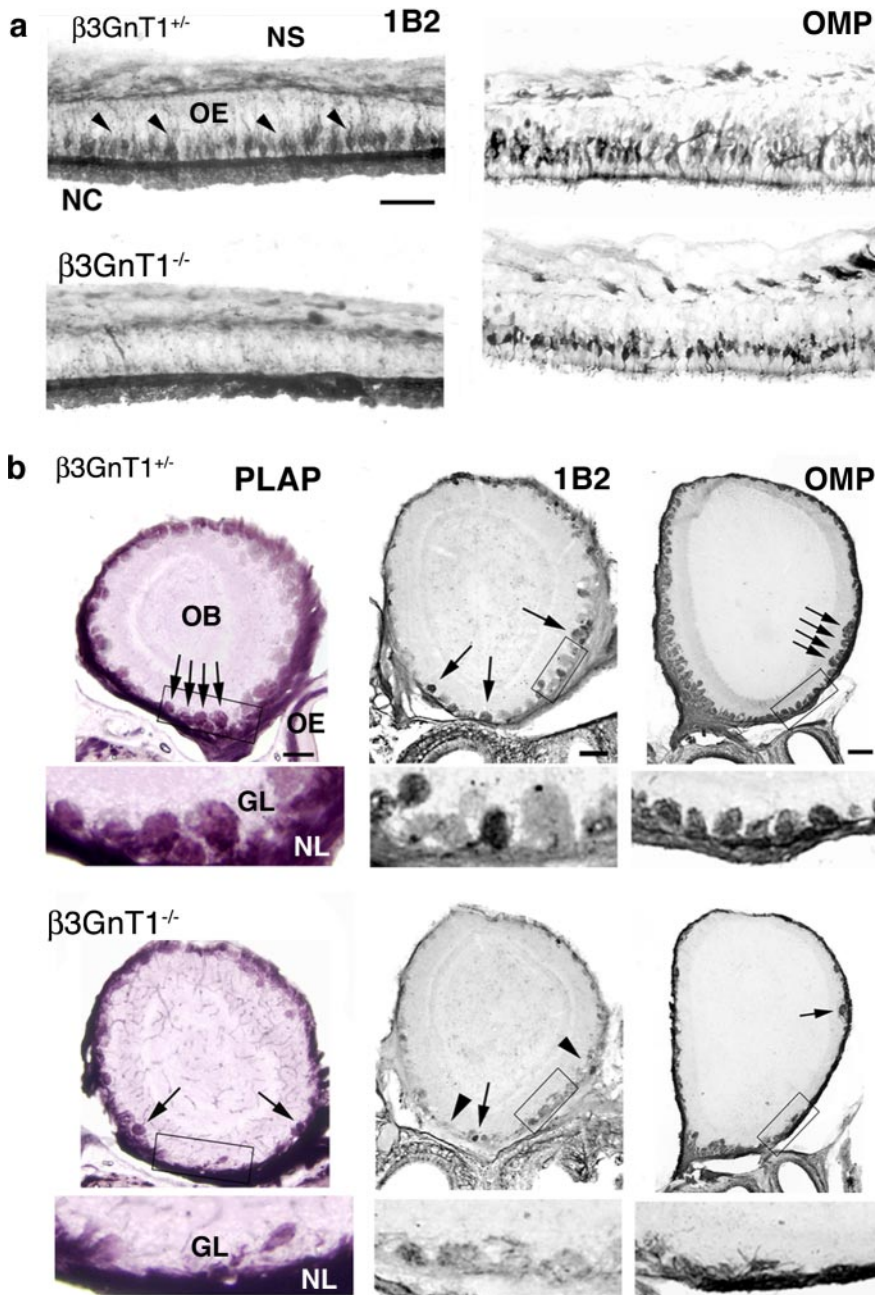 a β3GnT1+/- 1B2 OMP
NS
OE
NC
β3GnT1-/-
b β3GnT1+/-
PLAP 1B2 OMP
OB
OE
GL
NL
β3GnT1-/-
GL
NL